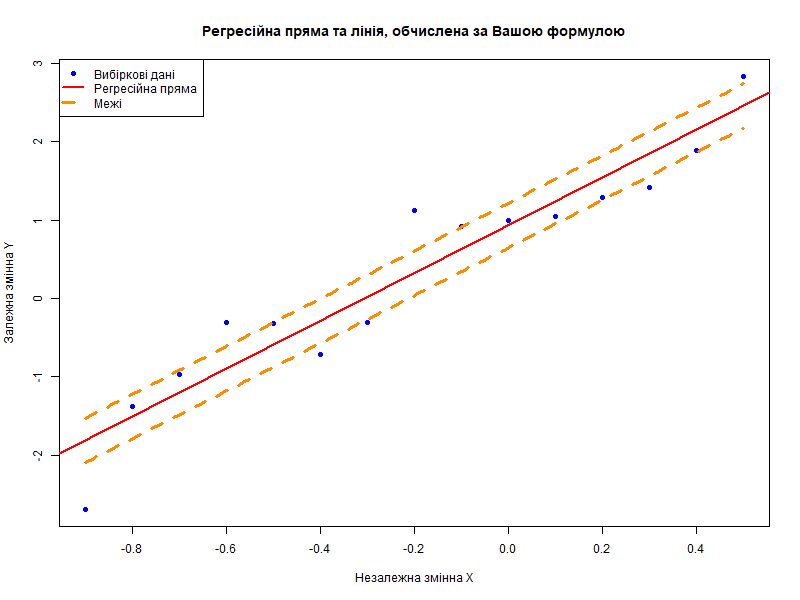 Регресійна пряма та лінія, обчислена за Вашою формулою
Вибіркові дані
Регресійна пряма
Межі
Залежна змінна Y
3
2
1
0
-1
-2
-0.8
-0.6
-0.4
-0.2
0.0
0.2
0.4
Незалежна змінна X